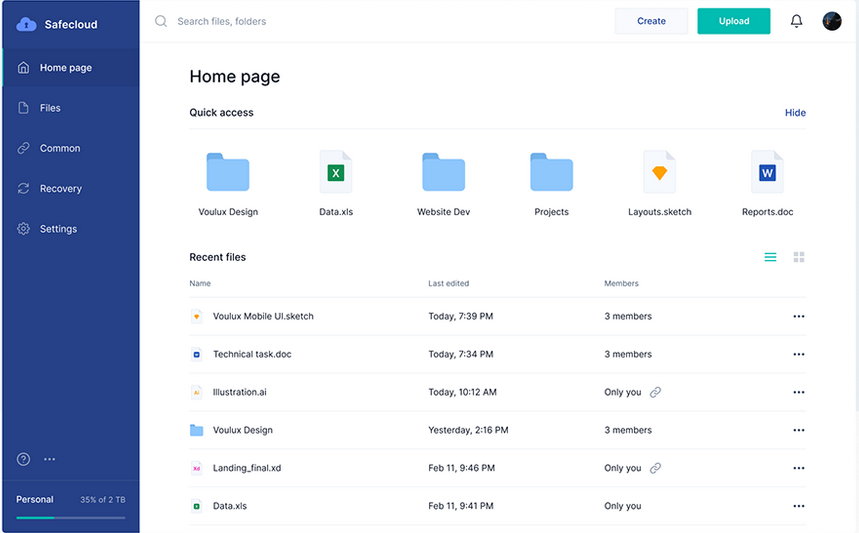 Safecloud
Search files, folders
Create
Upload
Home page
Files
Common
Recovery
Settings
Personal 35% of 2 TB
Home page
Quick access Hide
X W
Voulux Design Data.xls Website Dev Projects Layouts.sketch Reports.doc
Recent files
Name Last edited Members
Voulux Mobile UI.sketch Today, 7:39 PM 3 members
Technical task.doc Today, 7:34 PM 3 members
Ai Illustration.ai Today, 10:12 AM Only you
Voulux Design Yesterday, 2:16 PM 3 members
Xd Landing_final.xd Feb 11, 9:46 PM Only you
Data.xls Feb 11, 9:41 PM Only you